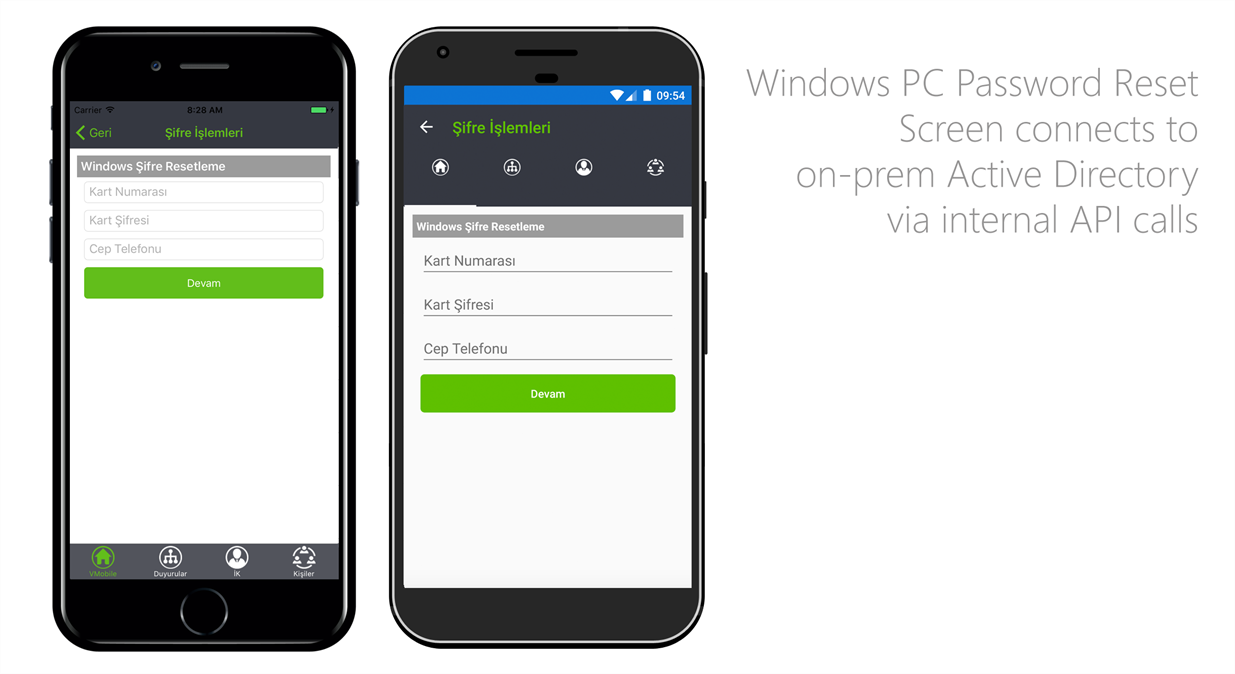 Carrier 8:28 AM
Geri Şifre İşlemleri
Windows Şifre Resetleme
Kart Numarası
Kart Şifresi
Cep Telefonu
Devam
VMobile Duyurular İK Kişiler
09:54
Şifre İşlemleri
Windows Şifre Resetleme
Kart Numarası
Kart Şifresi
Cep Telefonu
Devam
Windows PC Password Reset
Screen connects to
on-prem Active Directory
via internal API calls